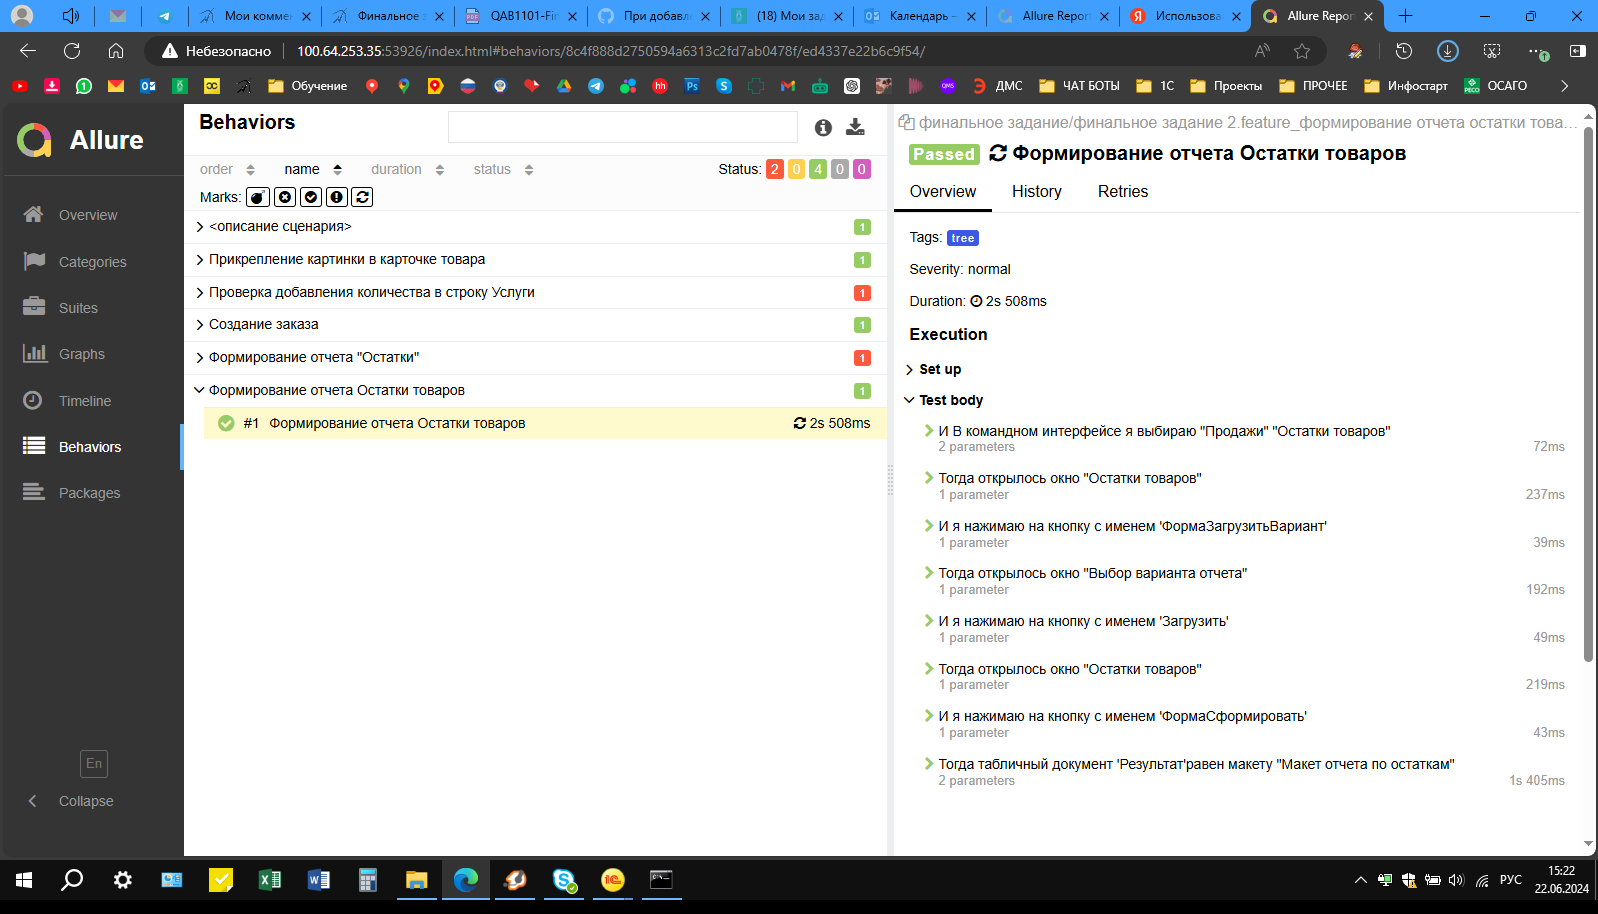 Мои комме
Финальное з
QAB1101-Fir
При добавл
(18) Мои зад
Календарь –
Allure Repor
Использова
Allure Repor
Небезопасно
100.64.253.35:53926/index.html#behaviors/8c4f888d2750594a6313c2fd7ab0478f/ed4337e22b6c9f54/
Обучение
hh
Ps
QMS
ДМС
ЧАТ БОТЫ
1С
Проекты
ПРОЧЕЕ
Инфостарт
РЕСО
ОСАГО
Allure
Overview
Categories
Suites
Graphs
Timeline
Behaviors
Packages
En
Collapse
Behaviors
order name duration status
Status: 2 0 4 0 0
Marks:
<описание сценария> 1
Прикрепление картинки в карточке товара 1
Проверка добавления количества в строку Услуги 1
Создание заказа 1
Формирование отчета "Остатки" 1
Формирование отчета Остатки товаров 1
#1 Формирование отчета Остатки товаров 2s 508ms
финальное задание/финальное задание 2.feature_формирование отчета остатки това...
Passed Формирование отчета Остатки товаров
Overview History Retries
Tags: tree
Severity: normal
Duration: 2s 508ms
Execution
Set up
Test body
И В командном интерфейсе я выбираю "Продажи" "Остатки товаров"
2 parameters 72ms
Тогда открылось окно "Остатки товаров"
1 parameter 237ms
И я нажимаю на кнопку с именем 'ФормаЗагрузитьВариант'
1 parameter 39ms
Тогда открылось окно "Выбор варианта отчета"
1 parameter 192ms
И я нажимаю на кнопку с именем 'Загрузить'
1 parameter 49ms
Тогда открылось окно "Остатки товаров"
1 parameter 219ms
И я нажимаю на кнопку с именем 'ФормаСформировать'
1 parameter 43ms
Тогда табличный документ 'Результат'равен макету "Макет отчета по остаткам"
2 parameters 1s 405ms
РУС
15:22
22.06.2024